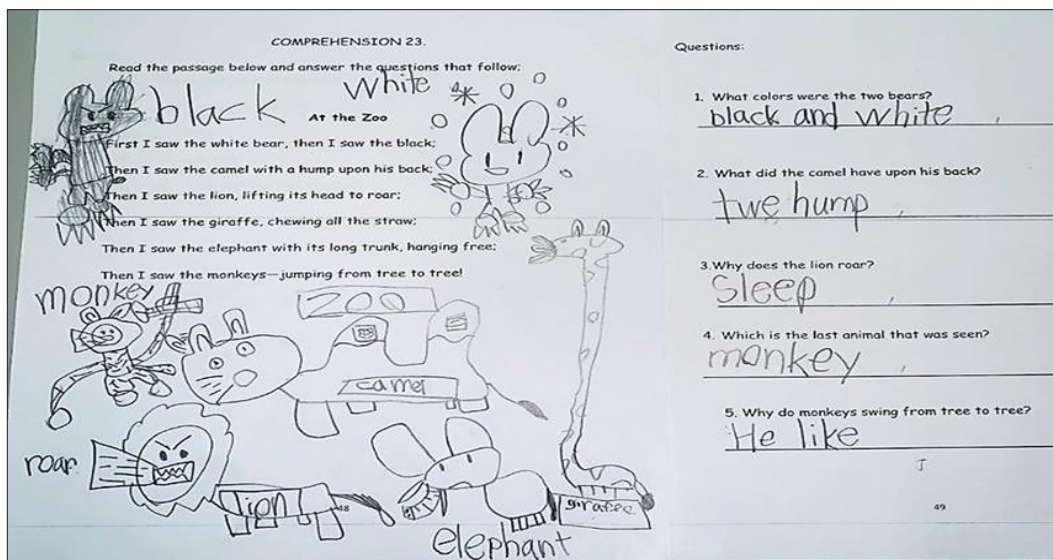 COMPREHENSION 23.
Read the passage below and answer the questions that follow;
black
white
At the Zoo
First I saw the white bear, then I saw the black;
Then I saw the camel with a hump upon his back;
Then I saw the lion, lifting its head to roar;
Then I saw the giraffe, chewing all the straw;
Then I saw the elephant with its long trunk, hanging free;
Then I saw the monkeys—jumping from tree to tree!
monkey
ZOO
camel
roar
lion
48
elephant
giraffe
Questions:
1. What colors were the two bears?
black and white
2. What did the camel have upon his back?
twe hump
3.Why does the lion roar?
Sleep
4. Which is the last animal that was seen?
monkey
5. Why do monkeys swing from tree to tree?
He like
49